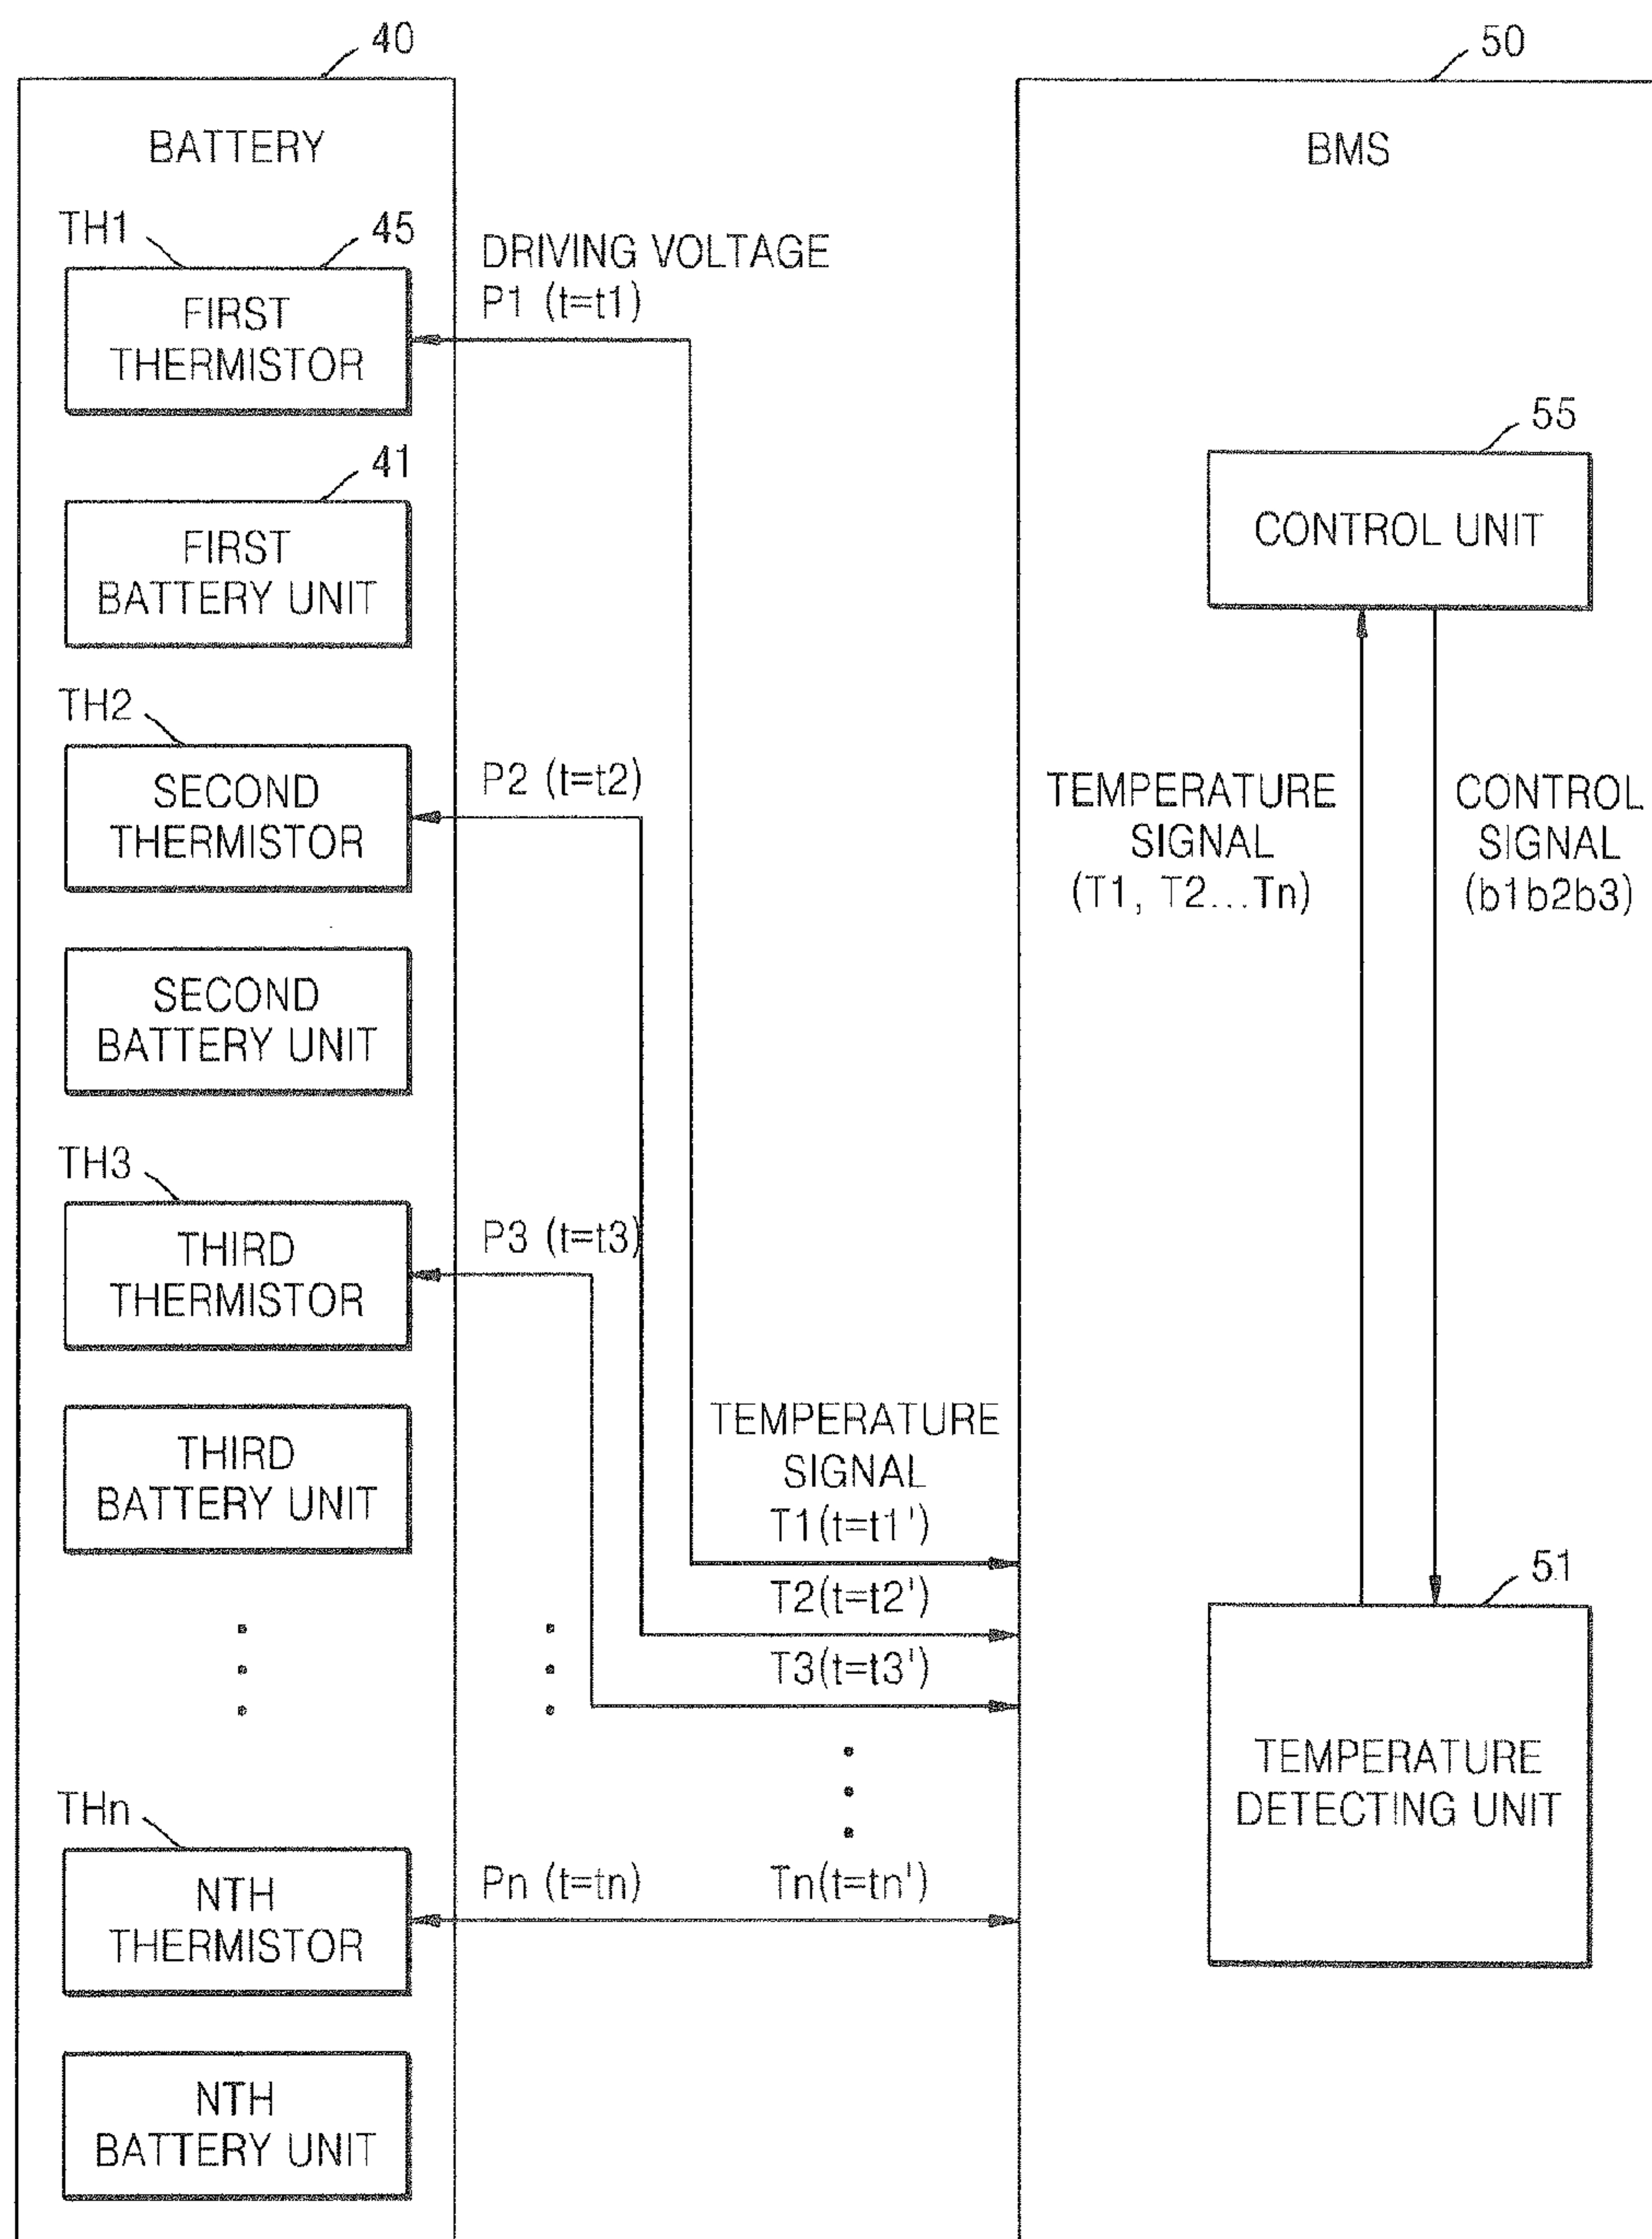 40
50
BATTERY
BMS
TH1
45
FIRST
THERMISTOR
DRIVING VOLTAGE
P1 (t=t1)
41
FIRST
BATTERY UNIT
55
CONTROL UNIT
TH2
SECOND
THERMISTOR
P2 (t=t2)
TEMPERATURE
SIGNAL
(T1, T2...Tn)
CONTROL
SIGNAL
(b1b2b3)
SECOND
BATTERY UNIT
TH3
THIRD
THERMISTOR
P3 (t=t3)
THIRD
BATTERY UNIT
TEMPERATURE
SIGNAL
T1(t=t1')
T2(t=t2')
T3(t=t3')
51
TEMPERATURE
DETECTING UNIT
THn
NTH
THERMISTOR
Pn (t=tn)
Tn(t=tn')
NTH
BATTERY UNIT